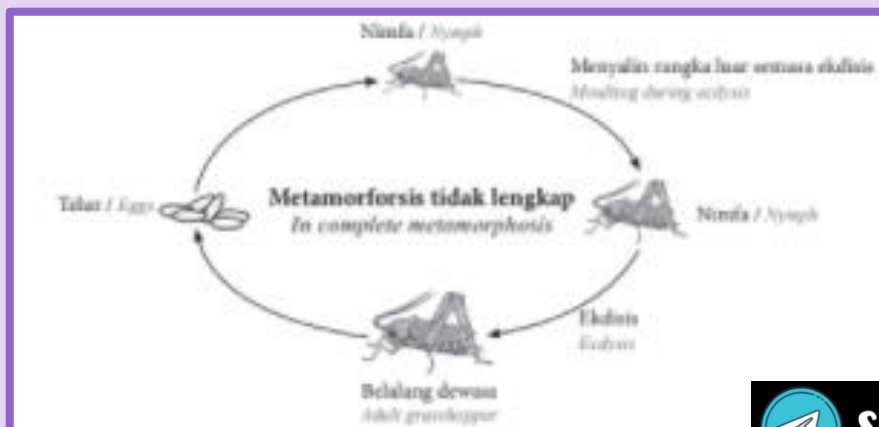 Nimfa / Nymph
Menyalin rangka luar semasa ekdisis
Moulting during ecdysis
Telur / Eggs
Metamorforsis tidak lengkap
In complete metamorphosis
Nimfa / Nymph
Ekdisis
Ecdysis
Belalang dewasa
Adult grasshopper